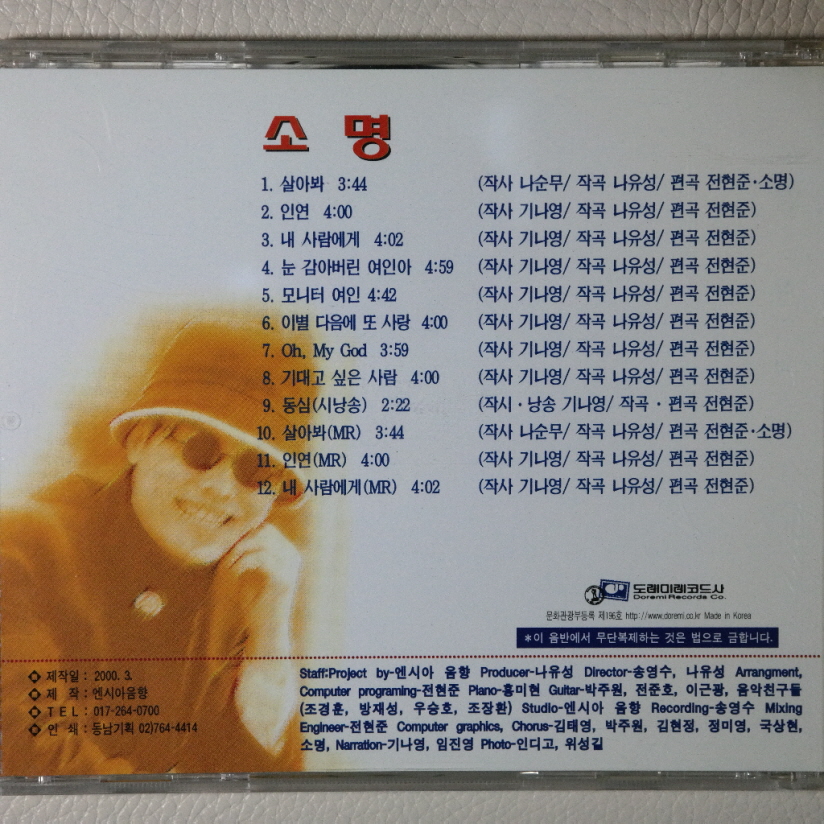 소 명
1. 살아봐 3:44 (작사 나순무/ 작곡 나유성/ 편곡 전현준·소명)
2. 인연 4:00 (작사 기나영/ 작곡 나유성/ 편곡 전현준)
3. 내 사람에게 4:02 (작사 기나영/ 작곡 나유성/ 편곡 전현준)
4. 눈 감아버린 여인아 4:59 (작사 기나영/ 작곡 나유성/ 편곡 전현준)
5. 모니터 여인 4:42 (작사 기나영/ 작곡 나유성/ 편곡 전현준)
6. 이별 다음에 또 사랑 4:00 (작사 기나영/ 작곡 나유성/ 편곡 전현준)
7. Oh, My God 3:59 (작사 기나영/ 작곡 나유성/ 편곡 전현준)
8. 기대고 싶은 사람 4:00 (작사 기나영/ 작곡 나유성/ 편곡 전현준)
9. 동심(시낭송) 2:22 (작시·낭송 기나영/ 작곡·편곡 전현준)
10. 살아봐(MR) 3:44 (작사 나순무/ 작곡 나유성/ 편곡 전현준·소명)
11. 인연(MR) 4:00 (작사 기나영/ 작곡 나유성/ 편곡 전현준)
12. 내 사람에게(MR) 4:02 (작사 기나영/ 작곡 나유성/ 편곡 전현준)
도레미레코드사
Doremi Records Co.
문화관광부등록 제196호 http://www.doremi.co.kr Made in Korea
*이 음반에서 무단복제하는 것은 법으로 금합니다.
제작일 : 2000. 3.
제 작 : 엔시아음향
T E L : 017-264-0700
인 쇄 : 동남기획 02)764-4414
Staff:Project by-엔시아 음향 Producer-나유성 Director-송영수, 나유성 Arrangment,
Computer programing-전현준 Piano-홍미현 Guitar-박주원, 전준호, 이근광, 음악친구들
(조경훈, 방재성, 우승호, 조장환) Studio-엔시아 음향 Recording-송영수 Mixing
Engineer-전현준 Computer graphics, Chorus-김태영, 박주원, 김현정, 정미영, 국상현,
소명, Narration-기나영, 임진영 Photo-인디고, 위성길